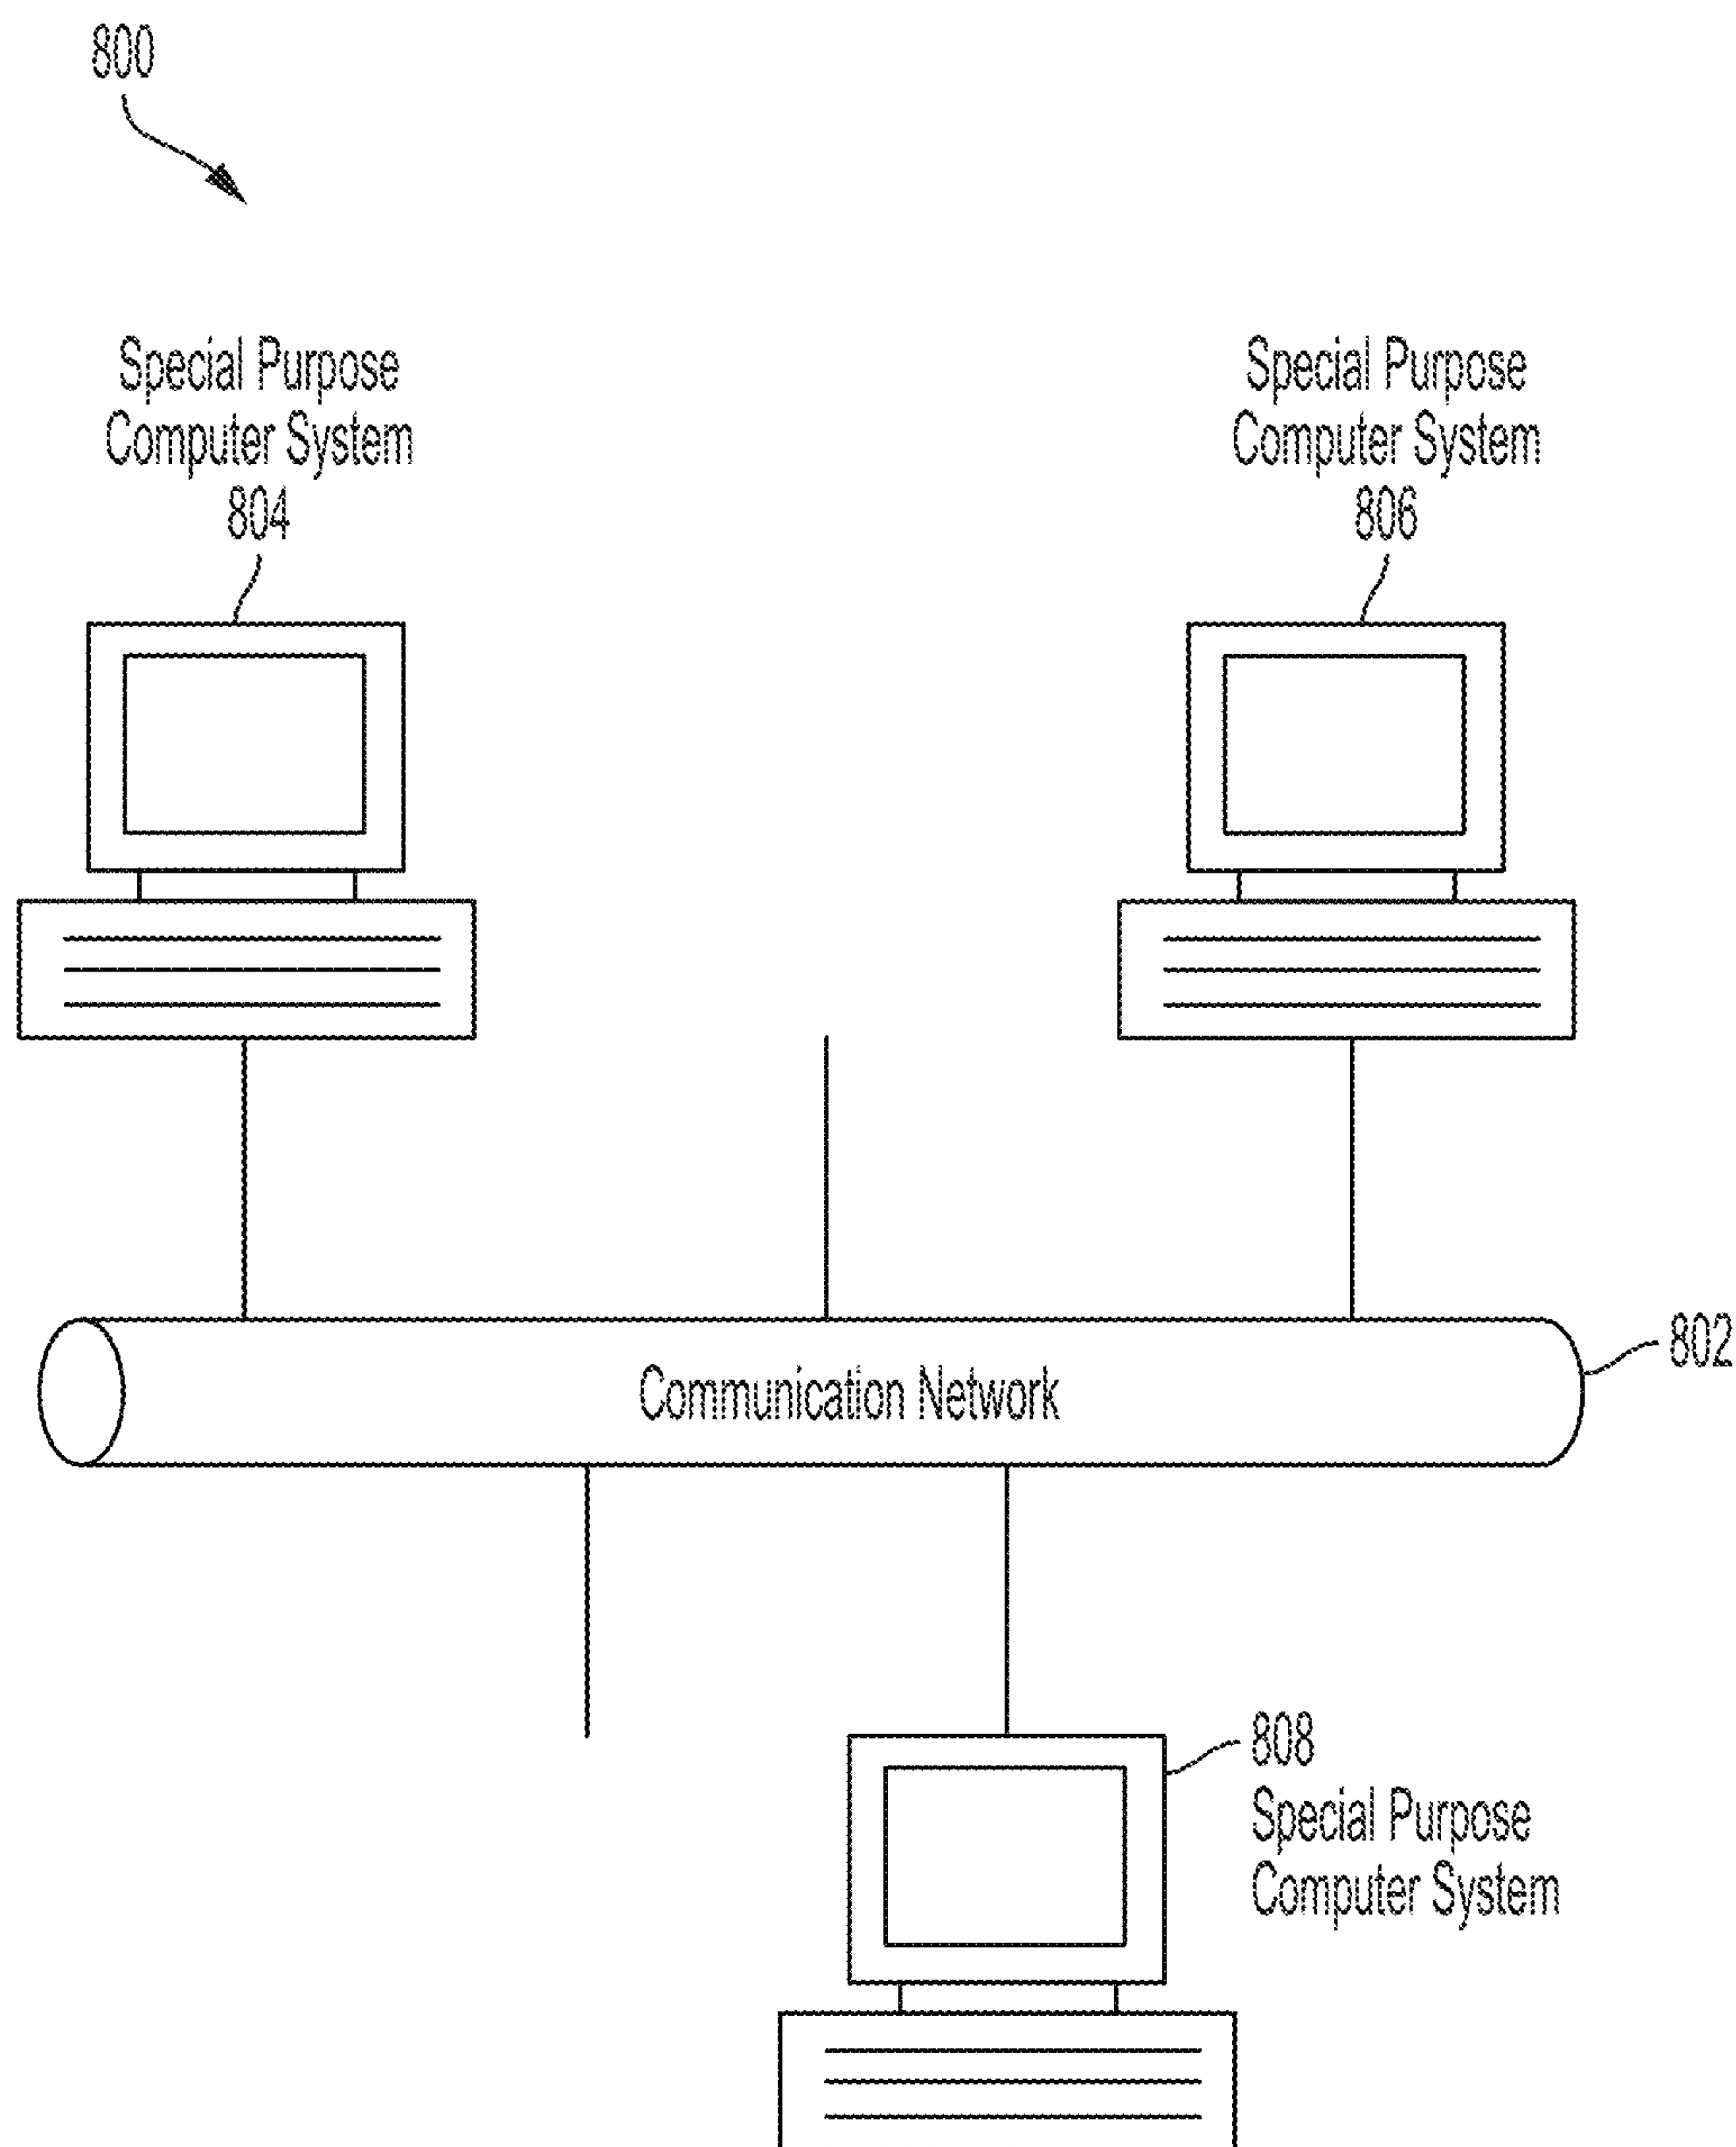 800
Special Purpose
Computer System
804
Special Purpose
Computer System
806
Communication Network
802
808
Special Purpose
Computer System